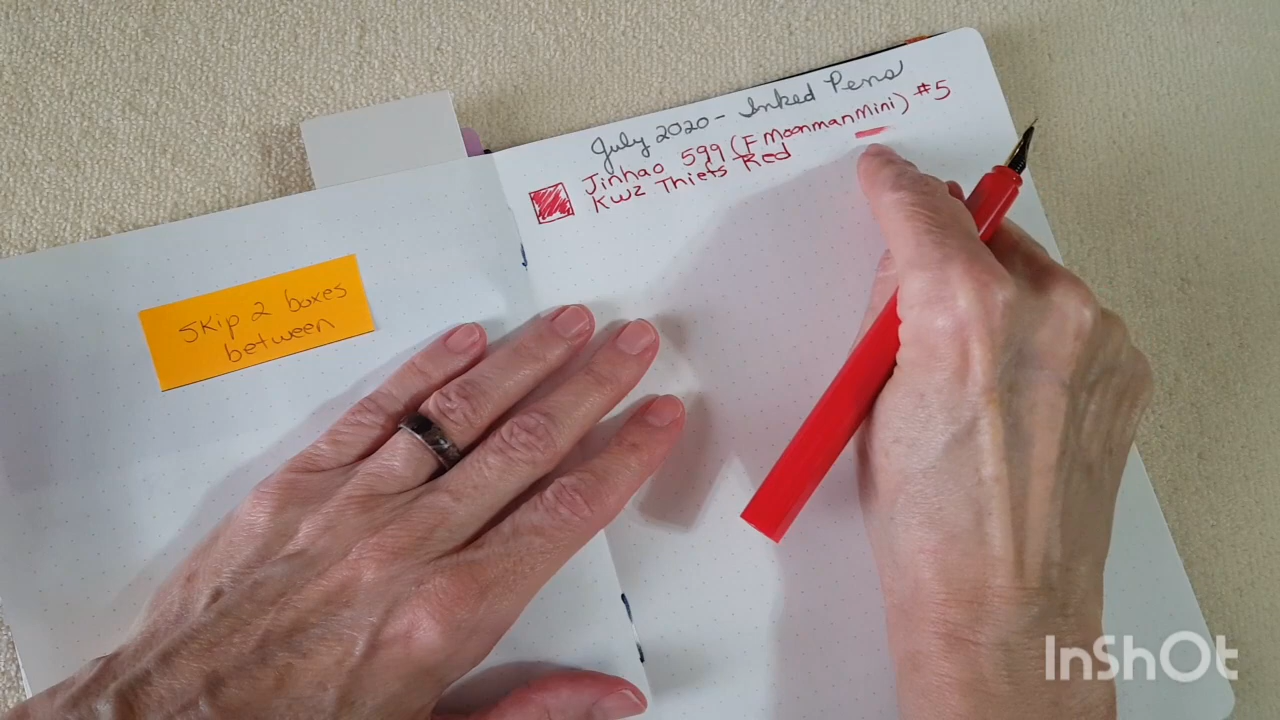 July 2020 - Inked Pens
Jinhao 599 (F Moonman Mini) #5
KWZ Thiefs Red
Skip 2 boxes
between
InShOt